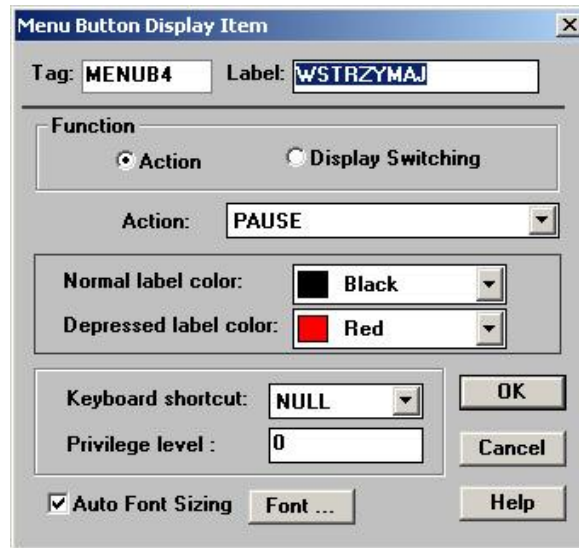 Menu Button Display Item
Tag: MENUB4 Label: WSTRZYMAJ
Function
Action Display Switching
Action: PAUSE
Normal label color: Black
Depressed label color: Red
Keyboard shortcut: NULL OK
Privilege level : 0 Cancel
Auto Font Sizing Font ... Help